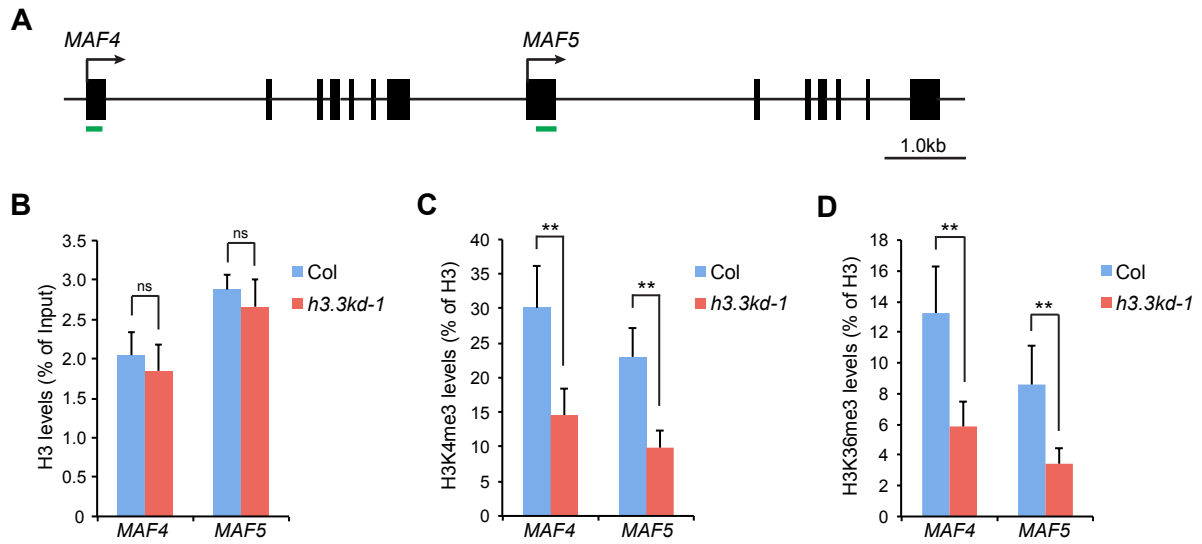 A
MAF4
MAF5
1.0kb
B
H3 levels (% of Input)
3.5
3.0
2.5
2.0
1.5
1.0
0.5
0
ns
ns
MAF4
MAF5
Col
h3.3kd-1
C
H3K4me3 levels (% of H3)
40
35
30
25
20
15
10
5
0
**
**
MAF4
MAF5
Col
h3.3kd-1
D
H3K36me3 levels (% of H3)
18
16
14
12
10
8
6
4
2
0
**
**
MAF4
MAF5
Col
h3.3kd-1